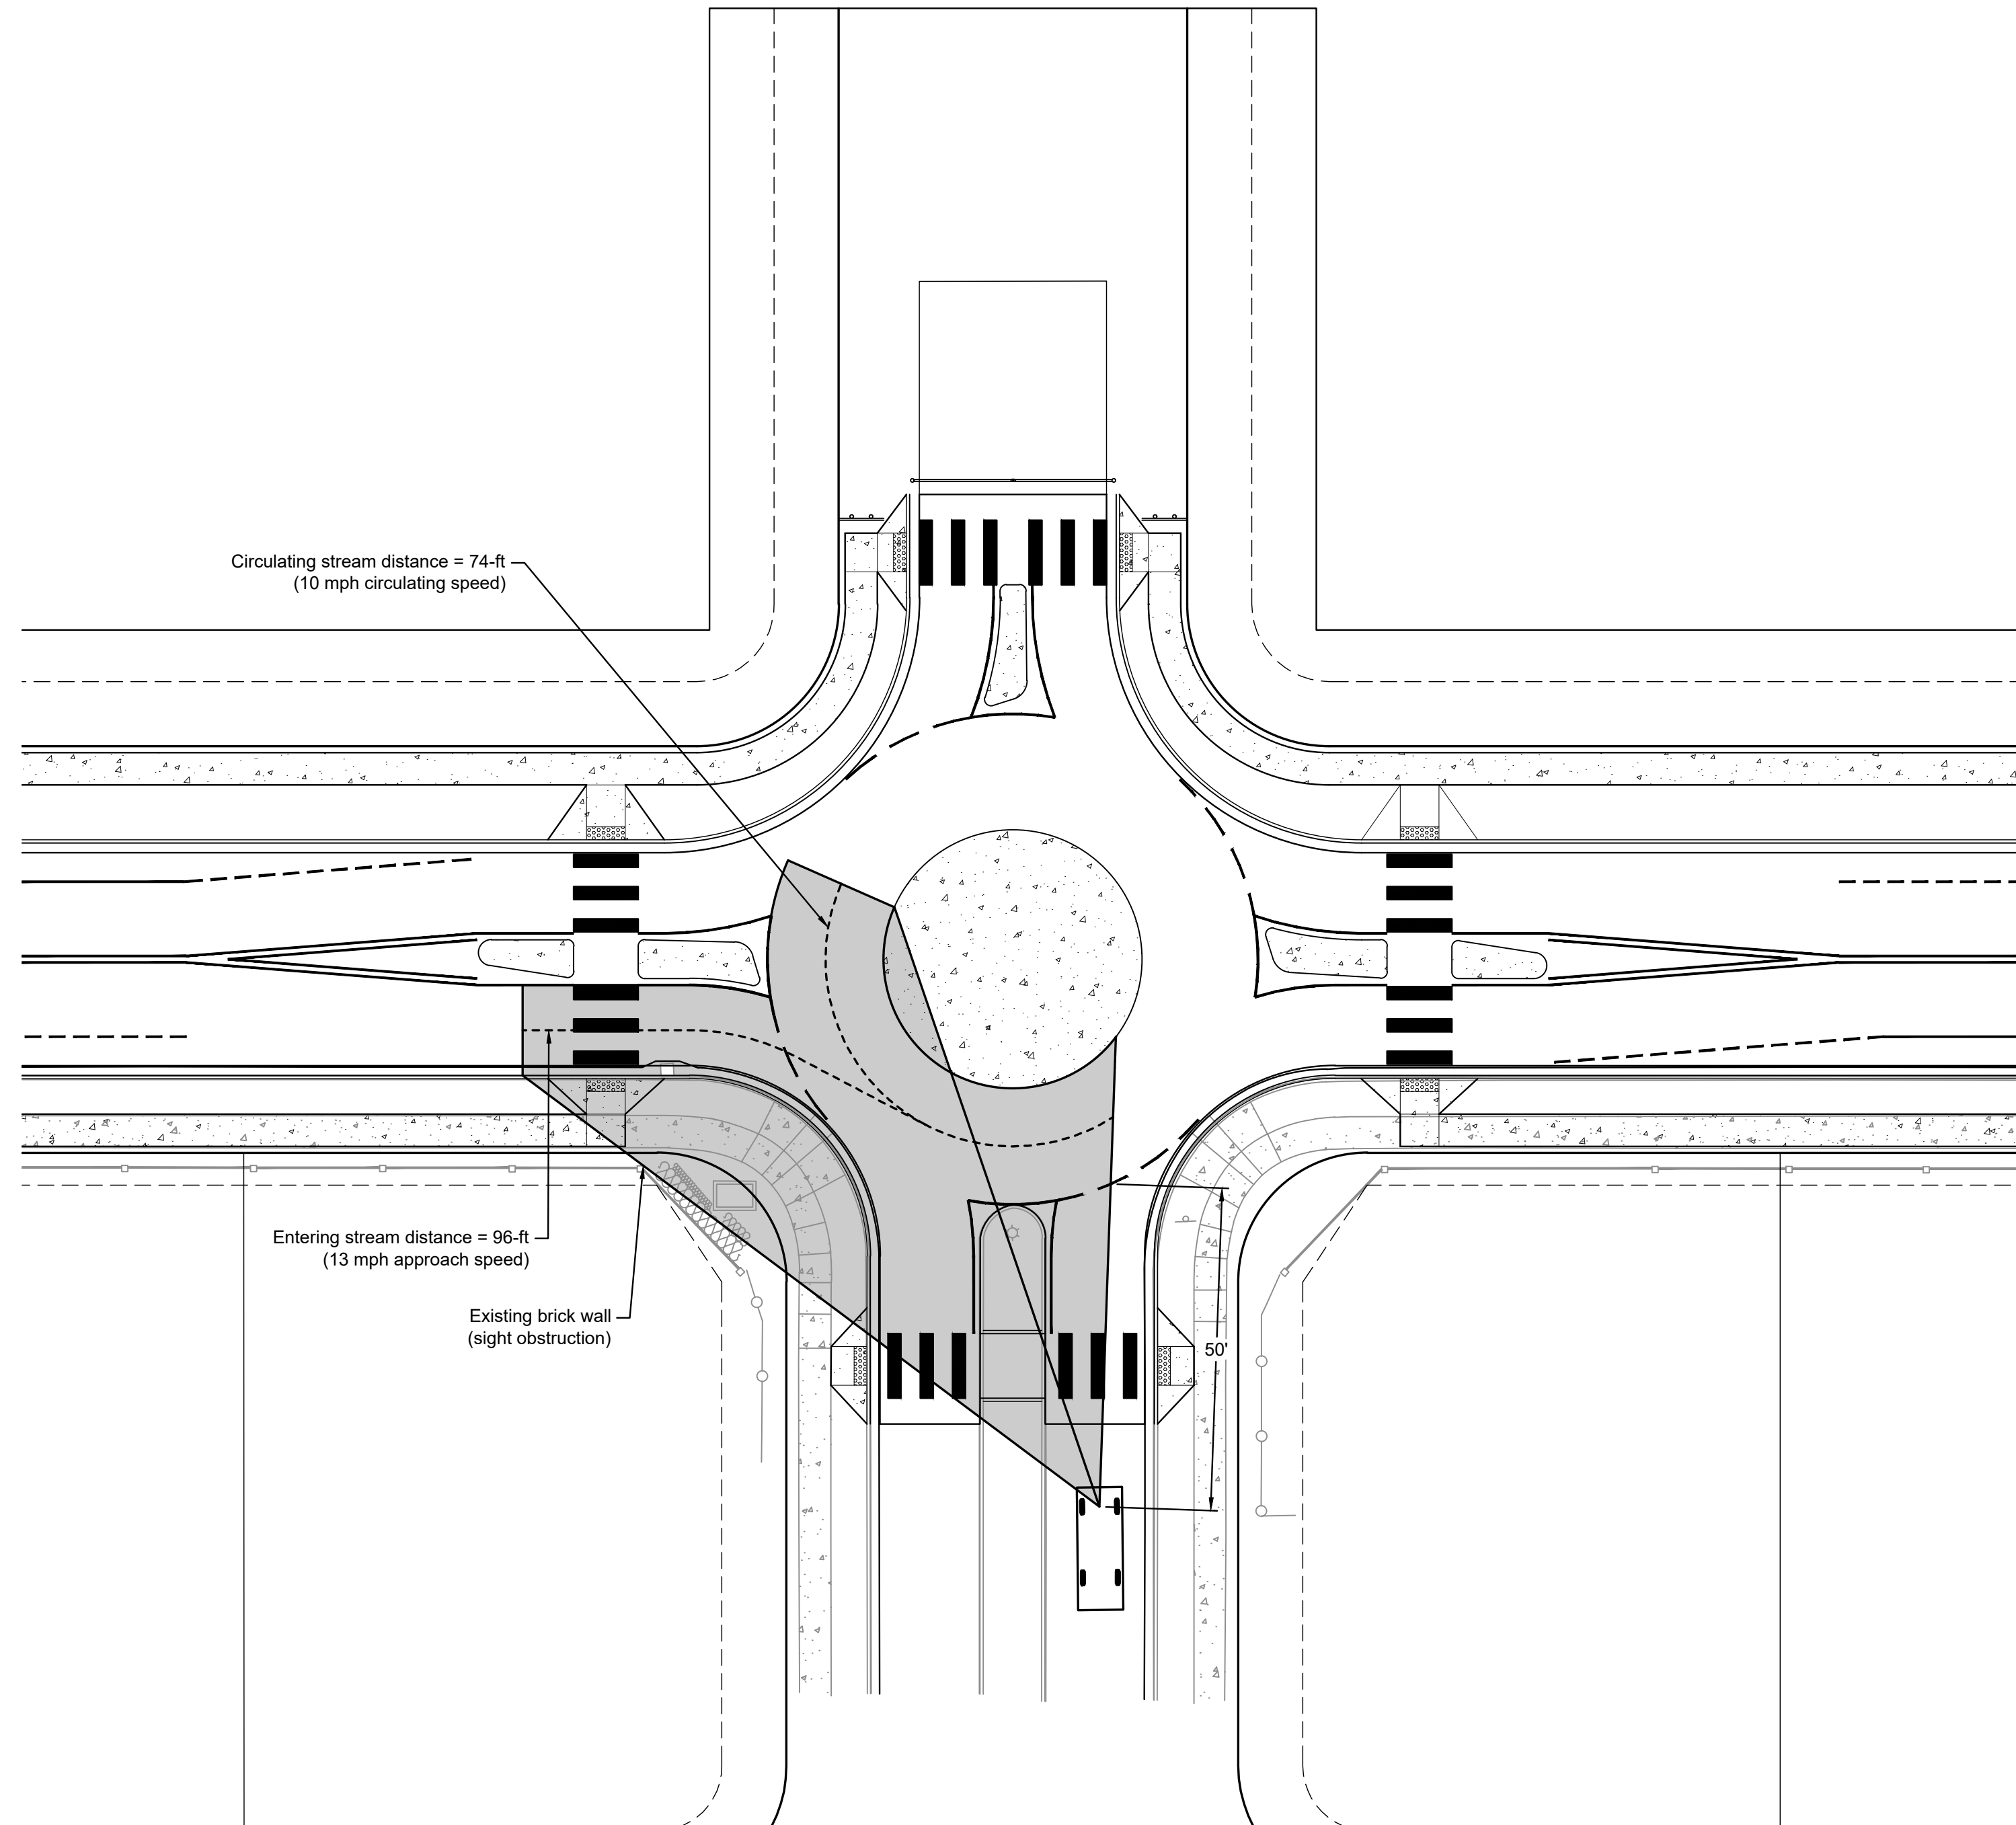 Circulating stream distance = 74-ft
(10 mph circulating speed)
Entering stream distance = 96-ft
(13 mph approach speed)
Existing brick wall
(sight obstruction)
50'